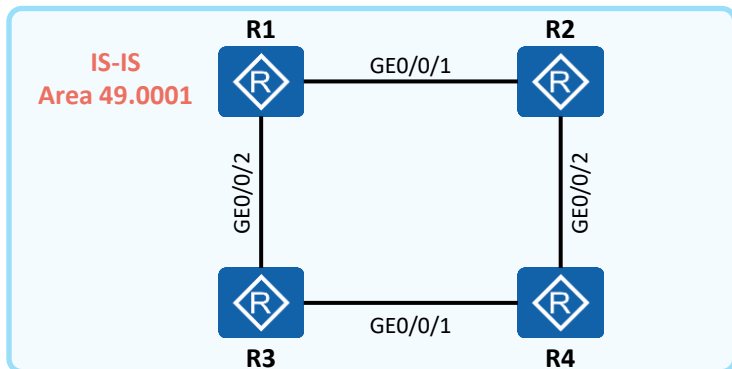 R1
R2
IS-IS
Area 49.0001
GE0/0/1
R
R
GE0/0/2
GE0/0/2
R
R
GE0/0/1
R3
R4